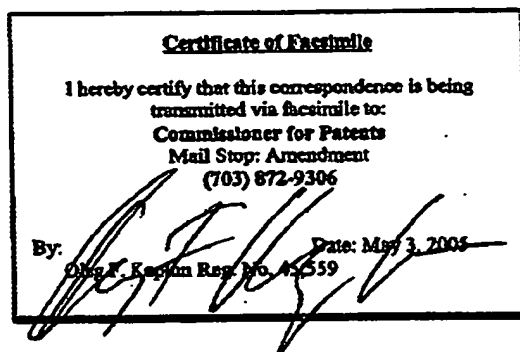 Certificate of Facsimile
I hereby certify that this correspondence is being
transmitted via facsimile to:
Commissioner for Patents
Mail Stop: Amendment
(703) 872-9306
By: Date: May 3, 2005
Oleg F. Kaplan Reg. No. 45,559